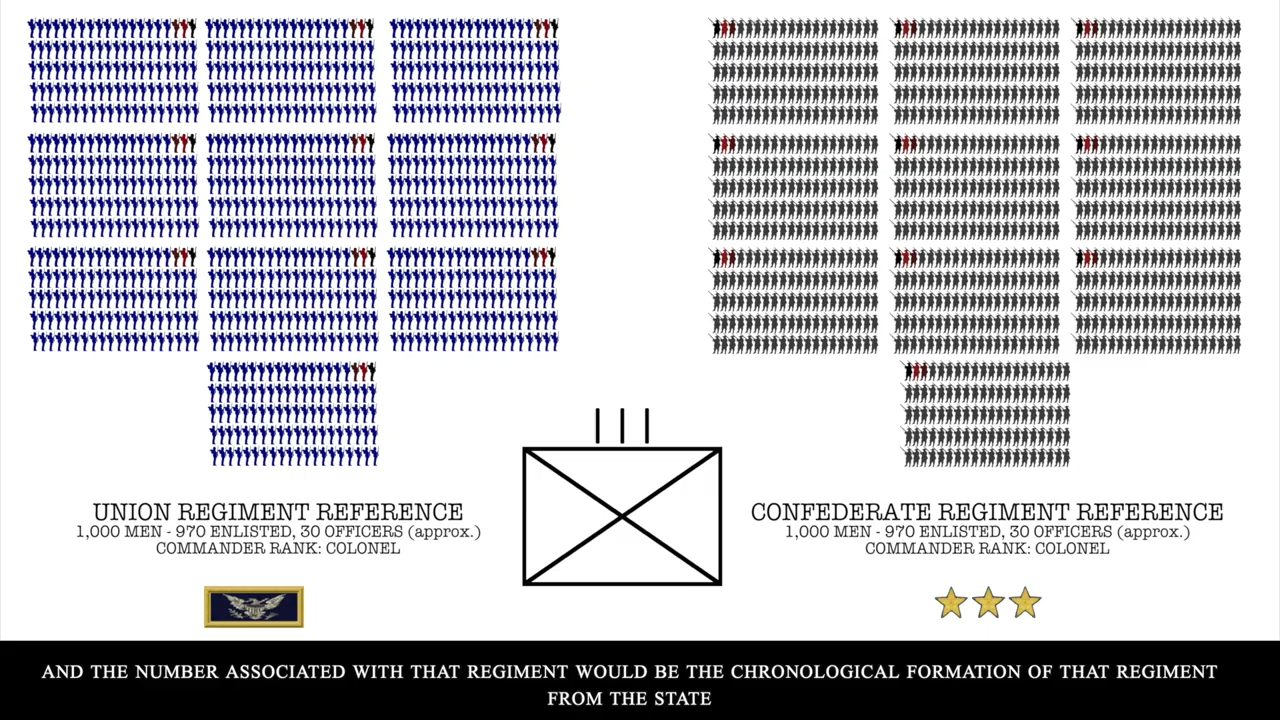 UNION REGIMENT REFERENCE
1,000 MEN - 970 ENLISTED, 30 OFFICERS (approx.)
COMMANDER RANK: COLONEL
CONFEDERATE REGIMENT REFERENCE
1,000 MEN - 970 ENLISTED, 30 OFFICERS (approx.)
COMMANDER RANK: COLONEL
AND THE NUMBER ASSOCIATED WITH THAT REGIMENT WOULD BE THE CHRONOLOGICAL FORMATION OF THAT REGIMENT
FROM THE STATE